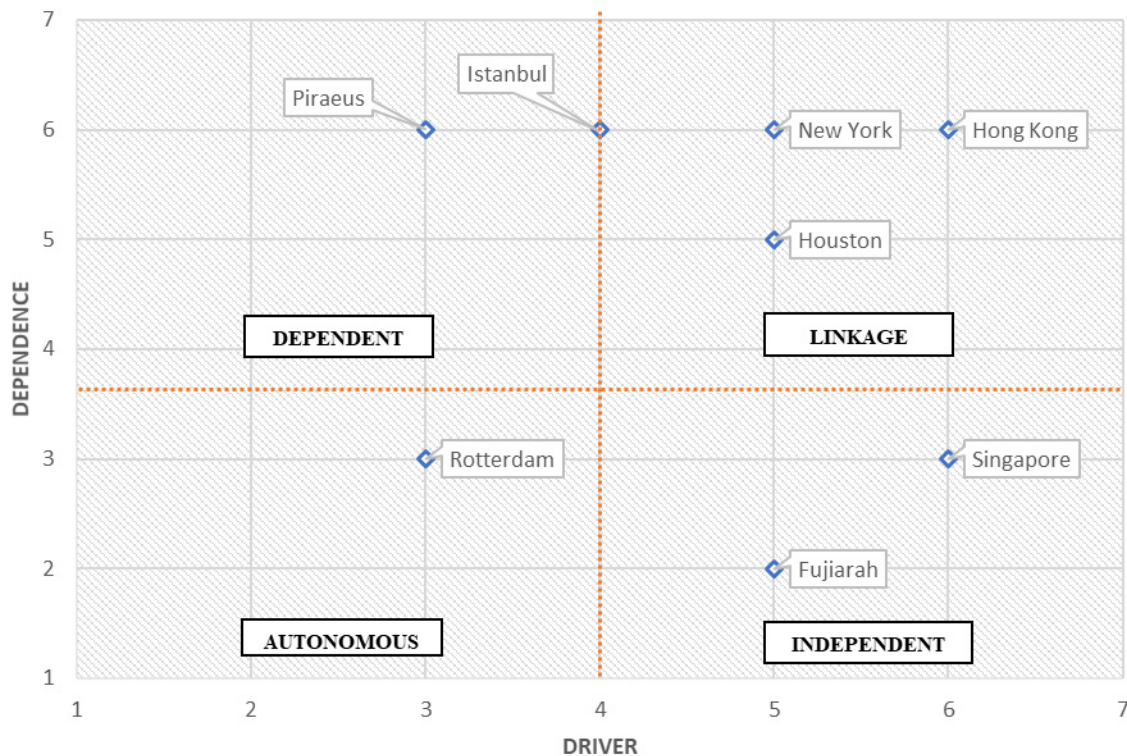 7
Istanbul
Piraeus
6
New York
Hong Kong
5
Houston
DEPENDENT
LINKAGE
4
DEPENDENCE
3
Rotterdam
Singapore
2
Fujiarah
AUTONOMOUS
INDEPENDENT
1
1 2 3 4 5 6 7
DRIVER